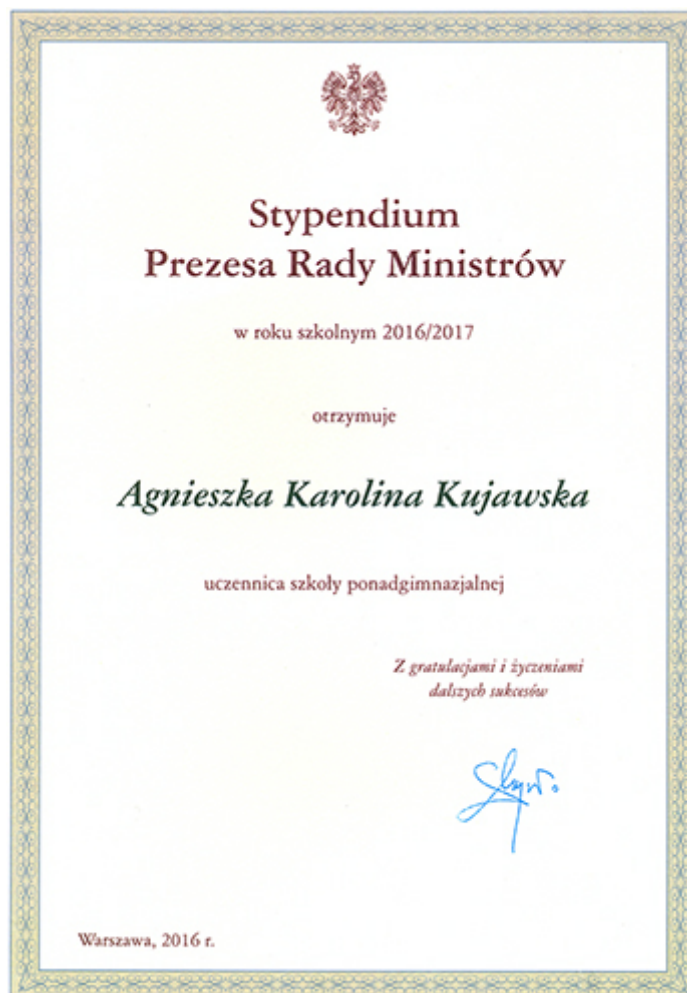 Stypendium
Prezesa Rady Ministrów
w roku szkolnym 2016/2017
otrzymuje
Agnieszka Karolina Kujawska
uczennica szkoły ponadgimnazjalnej
Z gratulacjami i życzeniami
dalszych sukcesów
Warszawa, 2016 r.